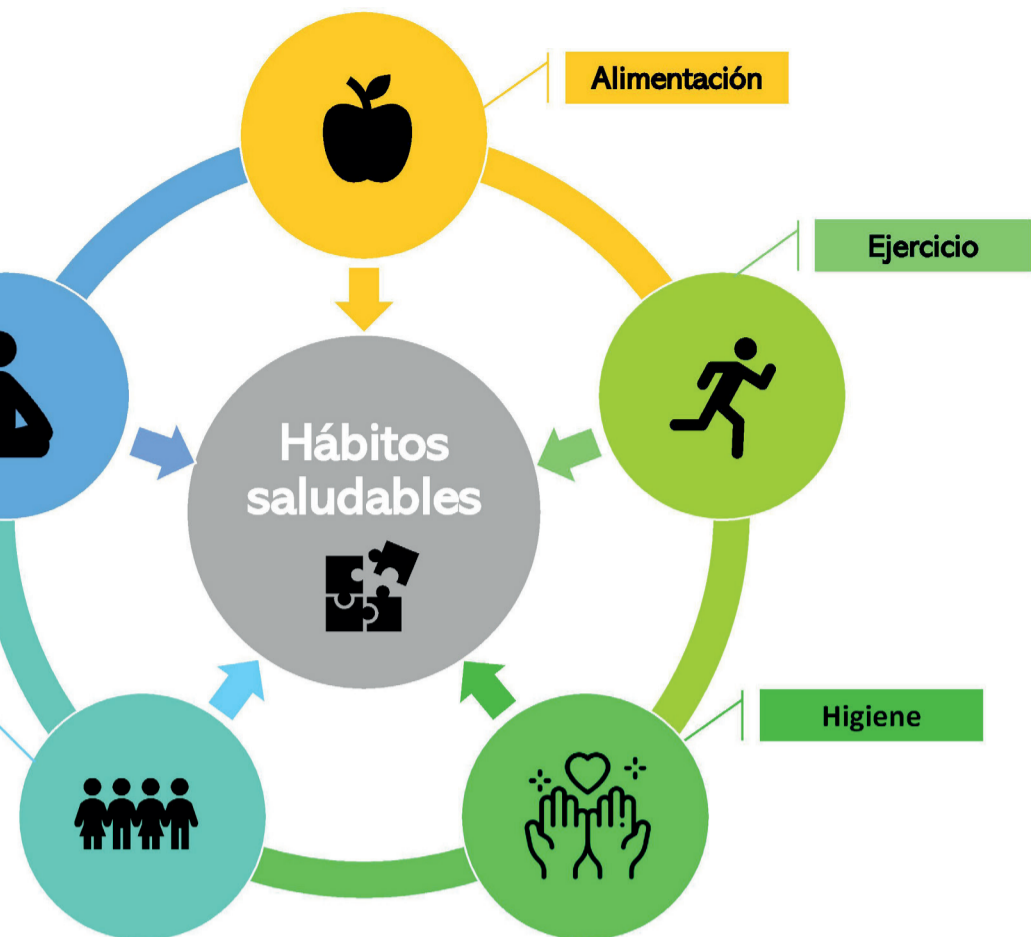 Alimentación
Ejercicio
Hábitos
saludables
Higiene